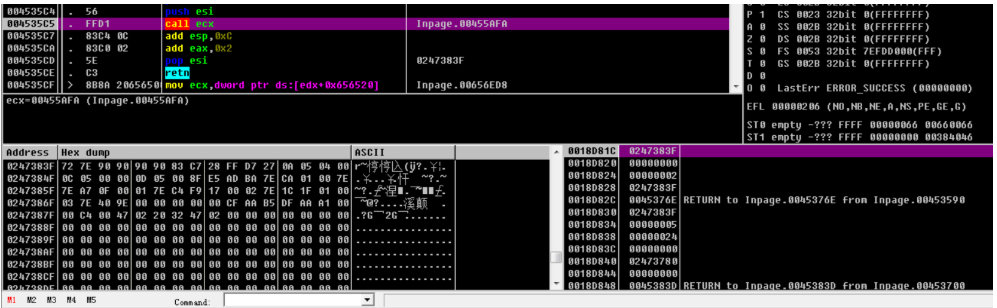 004535C4 . 56 push esi
004535C5 . FFD1 call ecx Inpage.00455AFA
004535C7 . 83C4 0C add esp,0xC
004535CA . 83C0 02 add eax,0x2
004535CD . 5E pop esi 0247383F
004535CE . C3 retn
004535CF > 8B8A 2065650 mov ecx,dword ptr ds:[edx+0x656520] Inpage.00656ED8
ecx=00455AFA (Inpage.00455AFA)
P 1 CS 0023 32bit 0(FFFFFFFF)
A 0 SS 002B 32bit 0(FFFFFFFF)
Z 0 DS 002B 32bit 0(FFFFFFFF)
S 0 FS 0053 32bit 7EFDD000(FFF)
T 0 GS 002B 32bit 0(FFFFFFFF)
D 0
O 0 LastErr ERROR_SUCCESS (00000000)
EFL 00000206 (NO,NB,NE,A,NS,PE,GE,G)
ST0 empty -??? FFFF 00000066 00660066
ST1 empty -??? FFFF 00000000 00384046
Address Hex dump ASCII
0247383F 72 7E 90 90 90 90 83 C7 28 FF D7 27 0A 05 04 00
0247384F 0C 05 00 00 0D 05 00 8F E5 AD BA 7E CA 01 00 7E
0247385F 7E A7 0F 00 01 7E C4 F9 17 00 02 7E 1C 1F 01 00
0247386F 03 7E 40 9E 00 00 00 00 00 CF AA B5 DF AA A1 00
0247387F 00 C4 00 47 02 20 32 47 02 00 00 00 00 00 00 00
0247388F 00 00 00 00 00 00 00 00 00 00 00 00 00 00 00 00 ................
0247389F 00 00 00 00 00 00 00 00 00 00 00 00 00 00 00 00 ................
024738AF 00 00 00 00 00 00 00 00 00 00 00 00 00 00 00 00 ................
024738BF 00 00 00 00 00 00 00 00 00 00 00 00 00 00 00 00 ................
024738CF 00 00 00 00 00 00 00 00 00 00 00 00 00 00 00 00 ................
0018D81C 0247383F
0018D820 00000000
0018D824 00000002
0018D828 0247383F
0018D82C 0045376E RETURN to Inpage.0045376E from Inpage.00453590
0018D830 0247383F
0018D834 00000005
0018D838 00000024
0018D83C 00000000
0018D840 02473780
0018D844 00000000
0018D848 0045383D RETURN to Inpage.0045383D from Inpage.00453700
M1 M2 M3 M4 M5 Command: